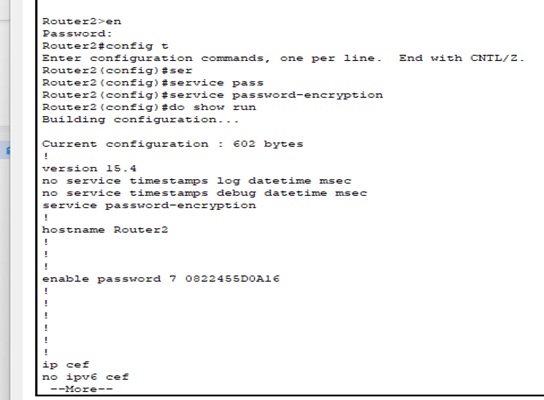 Router2>en
Password:
Router2#config t
Enter configuration commands, one per line.  End with CNTL/Z.
Router2(config)#ser
Router2(config)#service pass
Router2(config)#service password-encryption
Router2(config)#do show run
Building configuration...
Current configuration : 602 bytes
!
version 15.4
no service timestamps log datetime msec
no service timestamps debug datetime msec
service password-encryption
!
hostname Router2
!
!
!
enable password 7 0822455D0A16
!
!
!
!
!
!
ip cef
no ipv6 cef
--More--